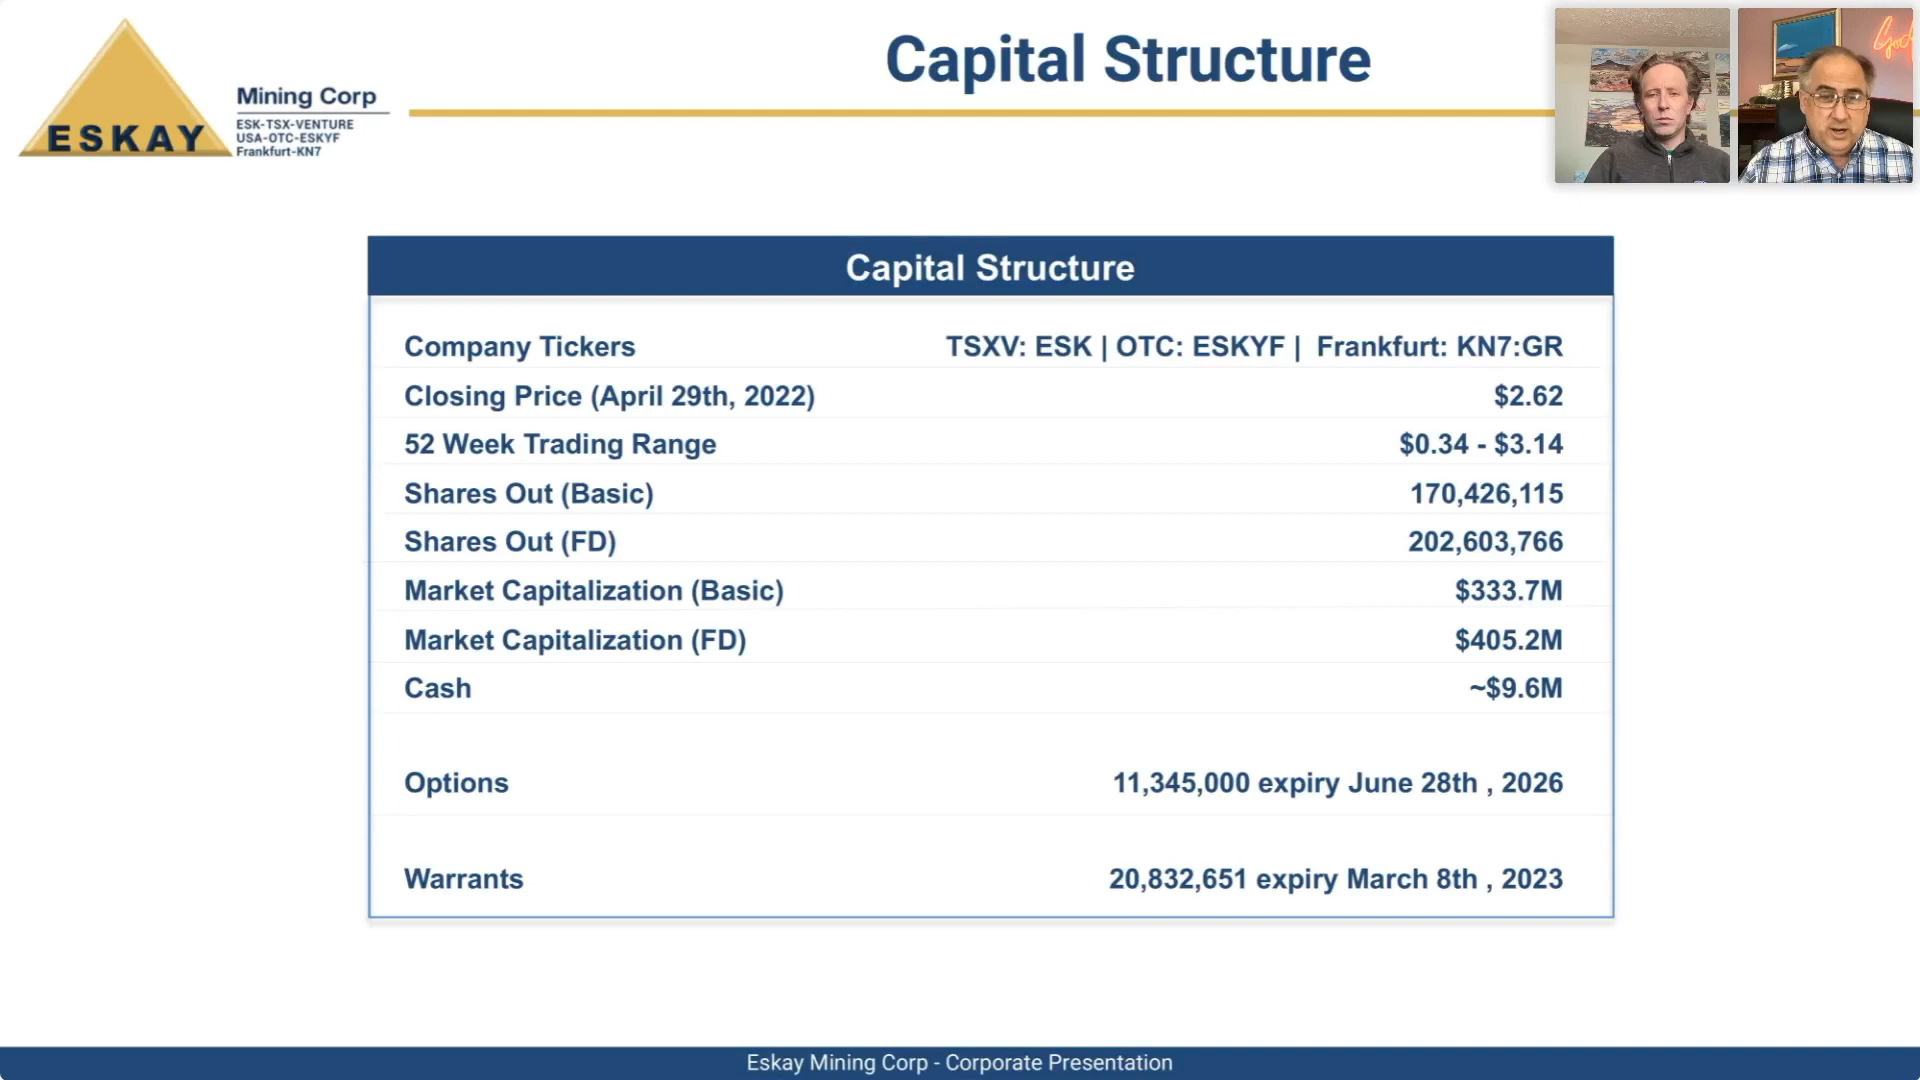 Capital Structure
ESKAY
Mining Corp
ESK-TSX-VENTURE
USA-OTC-ESKYF
Frankfurt-KN7
Capital Structure
Company Tickers TSXV: ESK | OTC: ESKYF | Frankfurt: KN7:GR
Closing Price (April 29th, 2022) $2.62
52 Week Trading Range $0.34 - $3.14
Shares Out (Basic) 170,426,115
Shares Out (FD) 202,603,766
Market Capitalization (Basic) $333.7M
Market Capitalization (FD) $405.2M
Cash ~$9.6M
Options 11,345,000 expiry June 28th , 2026
Warrants 20,832,651 expiry March 8th , 2023
Eskay Mining Corp - Corporate Presentation